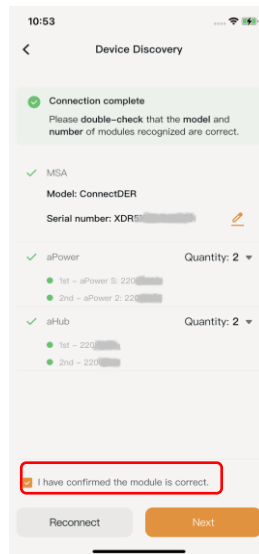 10:53
Device Discovery
Connection complete
Please double-check that the model and
number of modules recognized are correct.
MSA
Model: ConnectDER
Serial number: XDR5
aPower Quantity: 2
1st – aPower S: 220
2nd – aPower 2: 220
aHub Quantity: 2
1st – 220
2nd – 220
I have confirmed the module is correct.
Reconnect Next